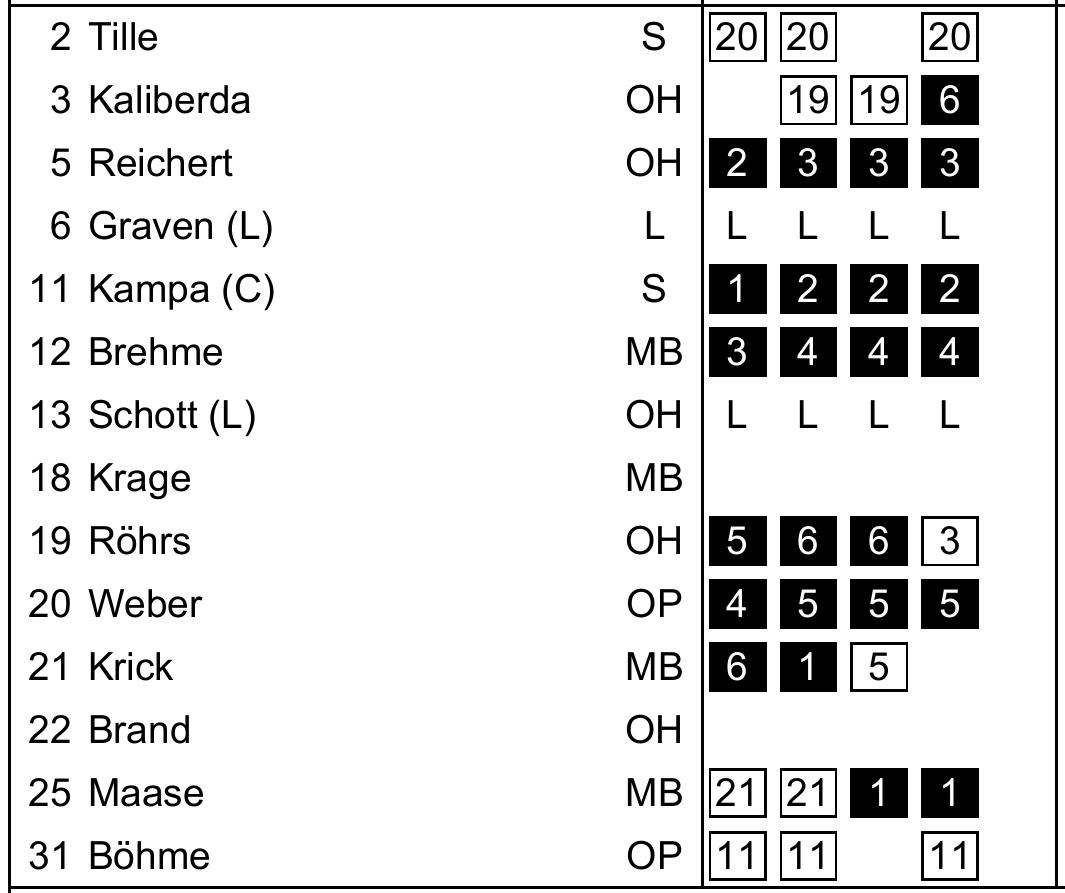 2 Tille S 20 20 20
3 Kaliberda OH 19 19 6
5 Reichert OH 2 3 3 3
6 Graven (L) L L L L L
11 Kampa (C) S 1 2 2 2
12 Brehme MB 3 4 4 4
13 Schott (L) OH L L L L
18 Krage MB
19 Röhrs OH 5 6 6 3
20 Weber OP 4 5 5 5
21 Krick MB 6 1 5
22 Brand OH
25 Maase MB 21 21 1 1
31 Böhme OP 11 11 11